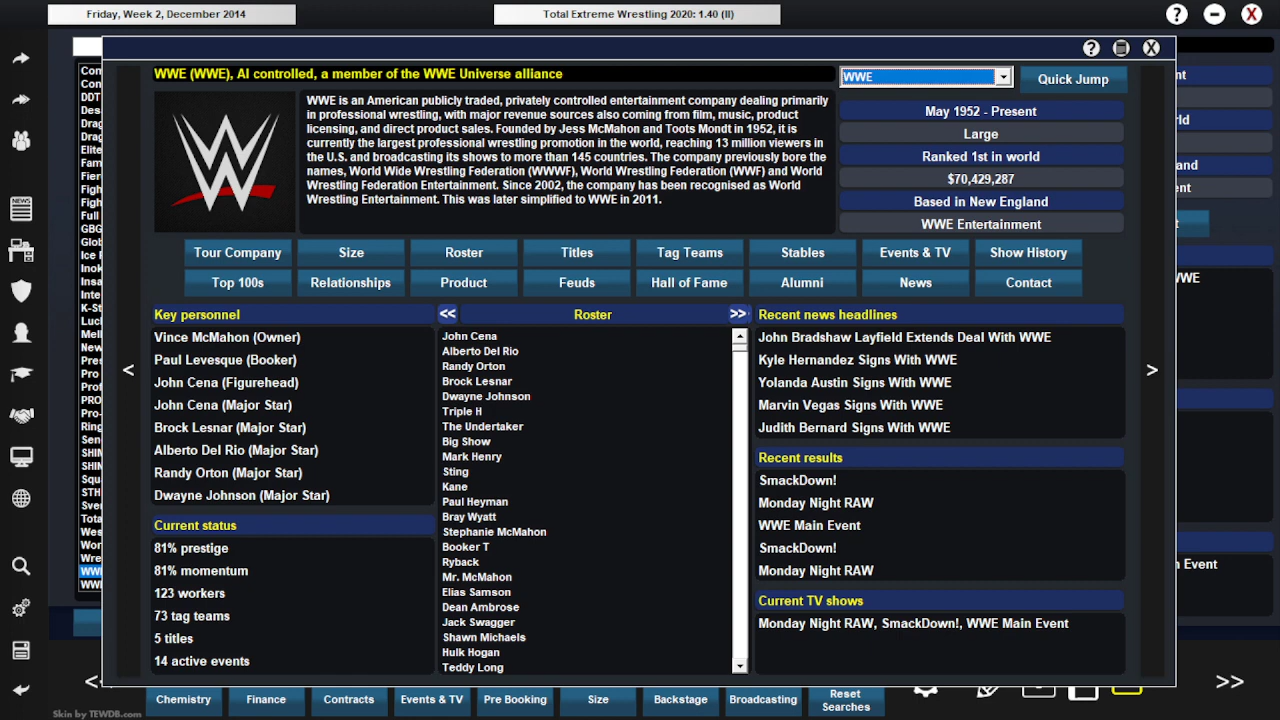 Friday, Week 2, December 2014
Total Extreme Wrestling 2020: 1.40 (II)
WWE (WWE), AI controlled, a member of the WWE Universe alliance
WWE
Quick Jump
WWE is an American publicly traded, privately controlled entertainment company dealing primarily
in professional wrestling, with major revenue sources also coming from film, music, product
licensing, and direct product sales. Founded by Jess McMahon and Toots Mondt in 1952, it is
currently the largest professional wrestling promotion in the world, reaching 13 million viewers in
the U.S. and broadcasting its shows to more than 145 countries. The company previously bore the
names, World Wide Wrestling Federation (WWWF), World Wrestling Federation (WWF) and World
Wrestling Federation Entertainment. Since 2002, the company has been recognised as World
Wrestling Entertainment. This was later simplified to WWE in 2011.
May 1952 - Present
Large
Ranked 1st in world
$70,429,287
Based in New England
WWE Entertainment
Tour Company
Size
Roster
Titles
Tag Teams
Stables
Events & TV
Show History
Top 100s
Relationships
Product
Feuds
Hall of Fame
Alumni
News
Contact
Key personnel
Vince McMahon (Owner)
Paul Levesque (Booker)
John Cena (Figurehead)
John Cena (Major Star)
Brock Lesnar (Major Star)
Alberto Del Rio (Major Star)
Randy Orton (Major Star)
Dwayne Johnson (Major Star)
Current status
81% prestige
81% momentum
123 workers
73 tag teams
5 titles
14 active events
<<
Roster
>>
John Cena
Alberto Del Rio
Randy Orton
Brock Lesnar
Dwayne Johnson
Triple H
The Undertaker
Big Show
Mark Henry
Sting
Kane
Paul Heyman
Bray Wyatt
Stephanie McMahon
Booker T
Ryback
Mr. McMahon
Elias Samson
Dean Ambrose
Jack Swagger
Shawn Michaels
Hulk Hogan
Teddy Long
Recent news headlines
John Bradshaw Layfield Extends Deal With WWE
Kyle Hernandez Signs With WWE
Yolanda Austin Signs With WWE
Marvin Vegas Signs With WWE
Judith Bernard Signs With WWE
Recent results
SmackDown!
Monday Night RAW
WWE Main Event
SmackDown!
Monday Night RAW
Current TV shows
Monday Night RAW, SmackDown!, WWE Main Event
Chemistry
Finance
Contracts
Events & TV
Pre Booking
Size
Backstage
Broadcasting
Reset
Searches
>>
Skin by TEWDB.com
NEWS